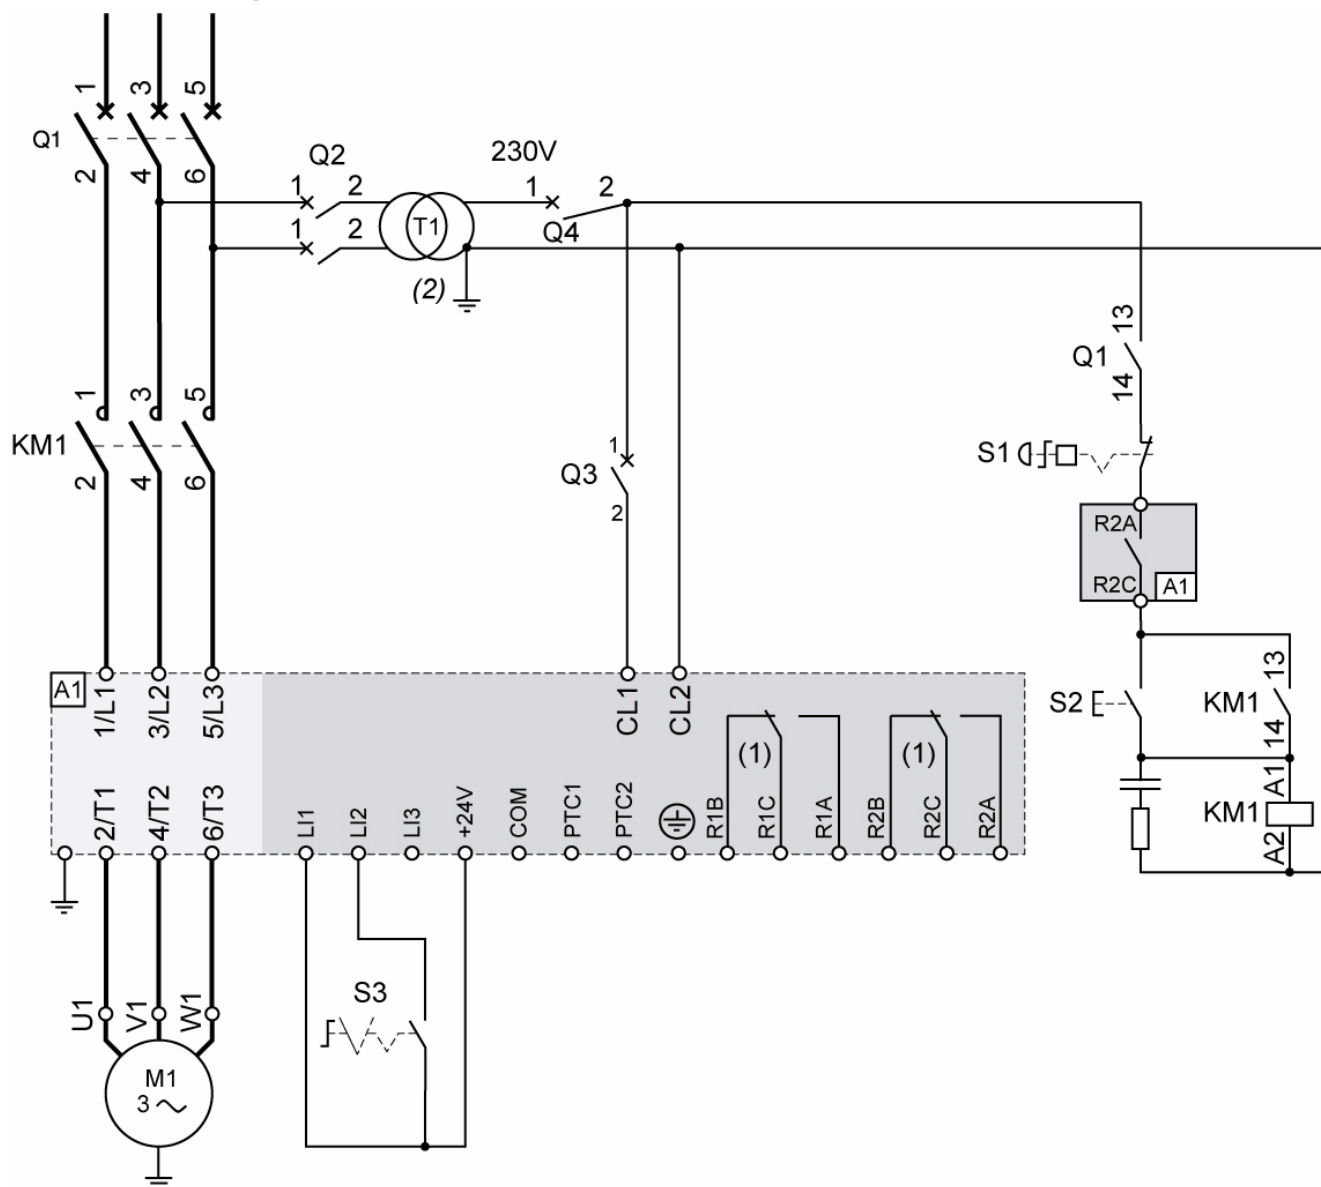 1 3 5
Q1
2 4 6
Q2
230V
1 2
1 2
T1
1 2
Q4
1 2
(2)
13
Q1
14
1 3 5
KM1
2 4 6
1
Q3
2
S1
R2A
R2C
A1
A1
1/L1 3/L2 5/L3
CL1 CL2
S2
13
KM1
14
(1) (1)
2/T1 4/T2 6/T3
LI1 LI2 LI3 +24V COM PTC1 PTC2 R1B R1C R1A R2B R2C R2A
A1
KM1
A2
U1 V1 W1
S3
M1
3